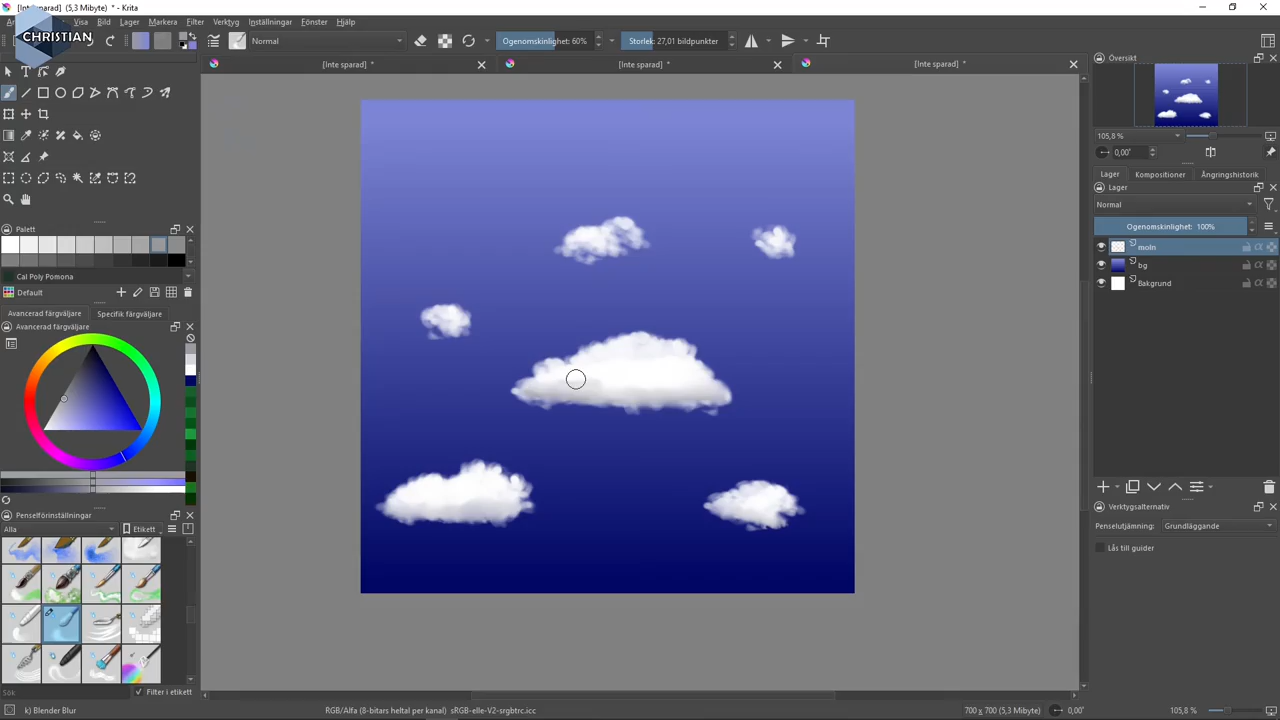 [Inte sparad] (5,3 Mibyte) * - Krita
Visa Bild Lager Markera Filter Verktyg Inställningar Fönster Hjälp
CHRISTIAN
Normal
Ogenomskinlighet: 60%
Storlek: 27,01 bildpunkter
[Inte sparad] *
[Inte sparad] *
[Inte sparad] *
Översikt
105,8 %
0,00°
Lager Kompositioner Ångringshistorik
Lager
Normal
Ogenomskinlighet: 100%
moln
bg
Bakgrund
Palett
Cal Poly Pomona
Default
Avancerad färgväljare Specifik färgväljare
Avancerad färgväljare
Penselförinställningar
Alla
Etikett
Sök
Filter i etikett
Verktygsalternativ
Penselutjämning: Grundläggande
Lås till guider
k) Blender Blur
RGB/Alfa (8-bitars heltal per kanal) sRGB-elle-V2-srgbtrc.icc
700 x 700 (5,3 Mibyte)
0,00°
105,8 %